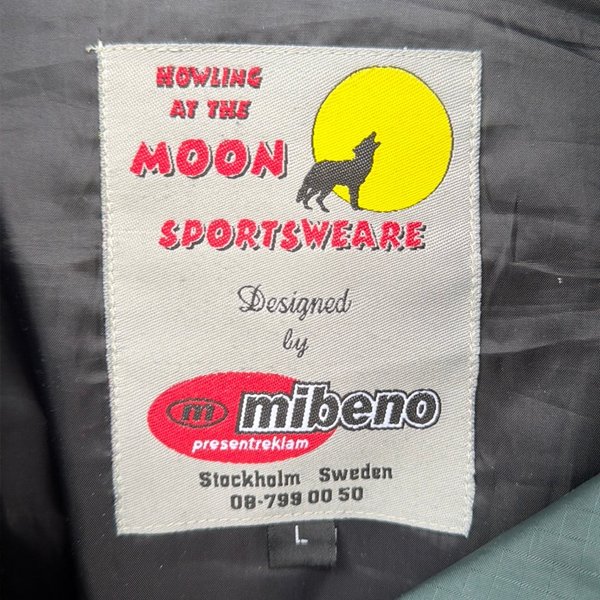 HOWLING
AT THE
MOON
SPORTSWEARE
Designed
by
m mibeno
presentreklam
Stockholm Sweden
08-799 00 50
L